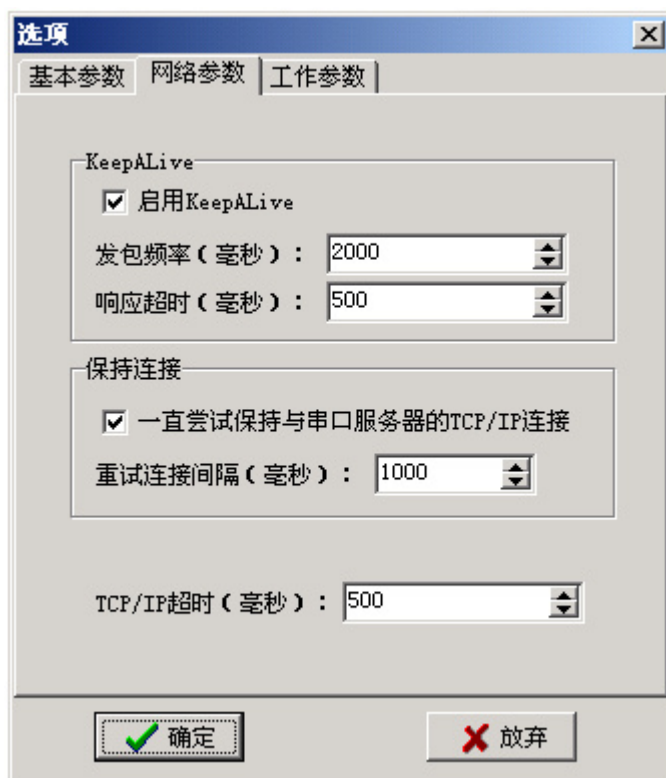 选项
基本参数 网络参数 工作参数
KeepALive
启用KeepALive
发包频率(毫秒): 2000
响应超时(毫秒): 500
保持连接
一直尝试保持与串口服务器的TCP/IP连接
重试连接间隔(毫秒): 1000
TCP/IP超时(毫秒): 500
确定 放弃